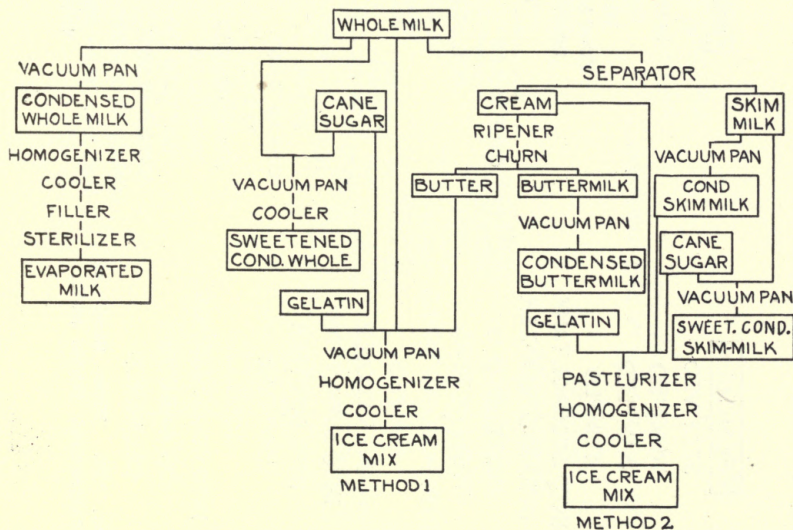 WHOLE MILK
VACUUM PAN
CONDENSED
WHOLE MILK
HOMOGENIZER
COOLER
FILLER
STERILIZER
EVAPORATED
MILK
CANE
SUGAR
VACUUM PAN
COOLER
SWEETENED
COND. WHOLE
GELATIN
VACUUM PAN
HOMOGENIZER
COOLER
ICE CREAM
MIX
METHOD 1
SEPARATOR
CREAM
RIPENER
CHURN
BUTTER
BUTTERMILK
VACUUM PAN
CONDENSED
BUTTERMILK
SKIM
MILK
VACUUM PAN
COND
SKIM MILK
CANE
SUGAR
VACUUM PAN
SWEET. COND.
SKIM-MILK
GELATIN
PASTEURIZER
HOMOGENIZER
COOLER
ICE CREAM
MIX
METHOD 2